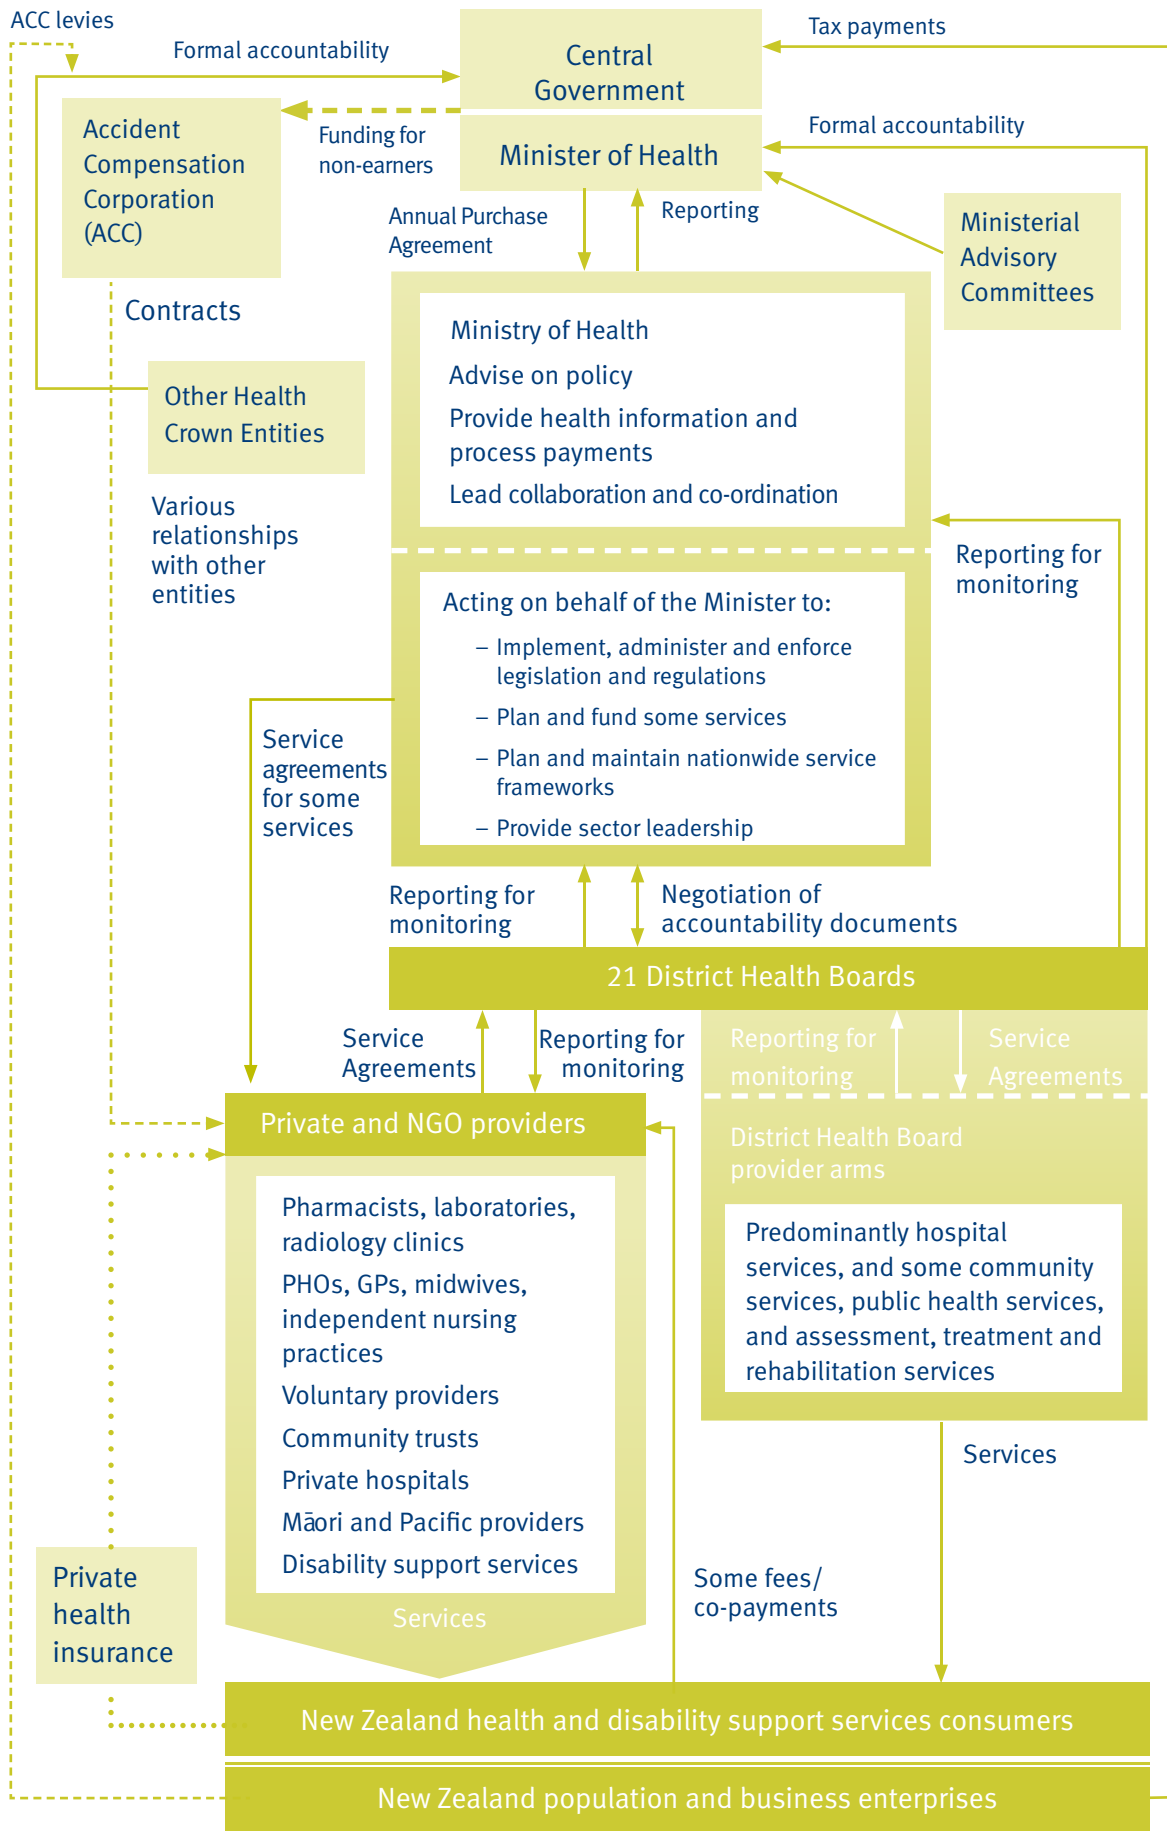 ACC levies
Formal accountability
Central
Government
Tax payments
Accident
Compensation
Corporation
(ACC)
Funding for
non-earners
Minister of Health
Formal accountability
Annual Purchase
Agreement
Reporting
Ministerial
Advisory
Committees
Contracts
Ministry of Health
Advise on policy
Provide health information and
process payments
Lead collaboration and co-ordination
Other Health
Crown Entities
Various
relationships
with other
entities
Reporting for
monitoring
Acting on behalf of the Minister to:
– Implement, administer and enforce
legislation and regulations
– Plan and fund some services
– Plan and maintain nationwide service
frameworks
– Provide sector leadership
Service
agreements
for some
services
Reporting for
monitoring
Negotiation of
accountability documents
21 District Health Boards
Service
Agreements
Reporting for
monitoring
Reporting for
monitoring
Service
Agreements
Private and NGO providers
District Health Board
provider arms
Pharmacists, laboratories,
radiology clinics
PHOs, GPs, midwives,
independent nursing
practices
Voluntary providers
Community trusts
Private hospitals
Māori and Pacific providers
Disability support services
Services
Predominantly hospital
services, and some community
services, public health services,
and assessment, treatment and
rehabilitation services
Services
Private
health
insurance
Some fees/
co-payments
New Zealand health and disability support services consumers
New Zealand population and business enterprises